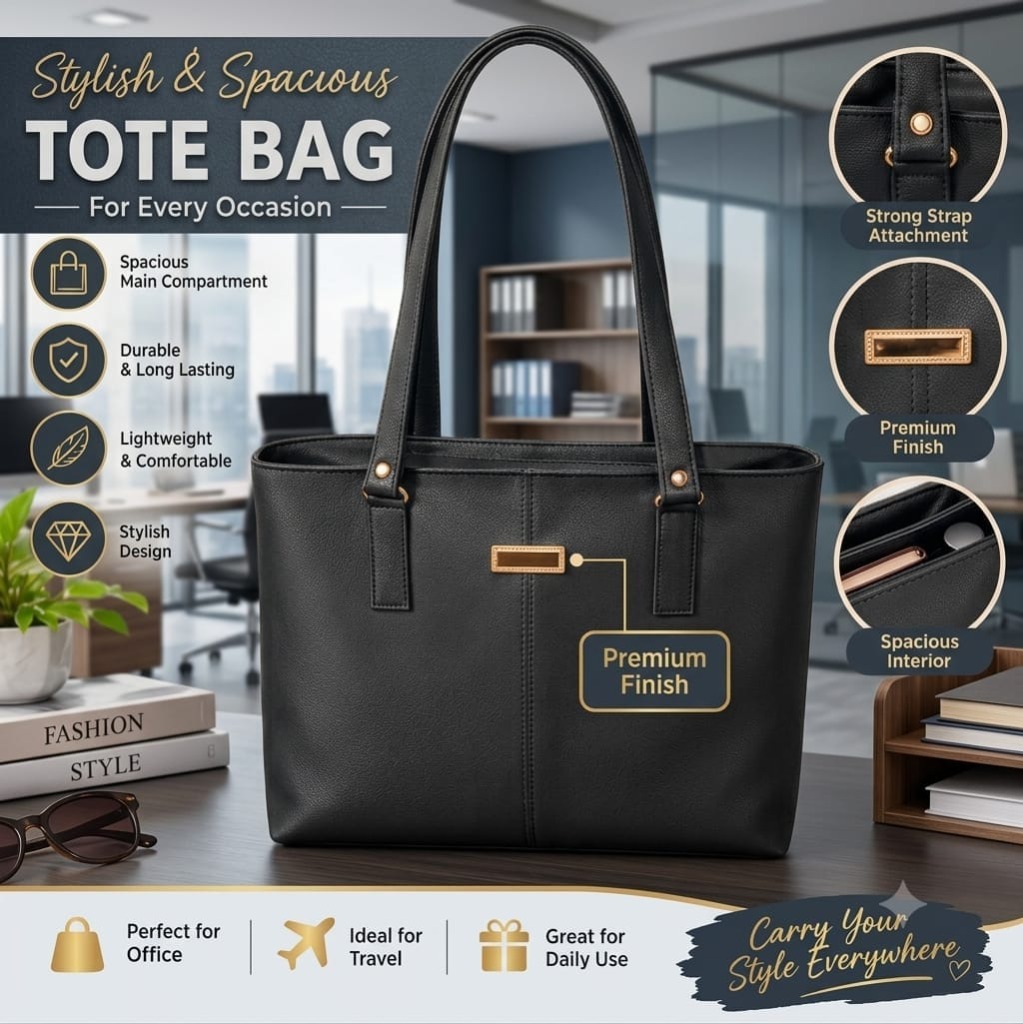 Stylish & Spacious
TOTE BAG
For Every Occasion
Spacious
Main Compartment
Durable
& Long Lasting
Lightweight
& Comfortable
Stylish
Design
Strong Strap
Attachment
Premium
Finish
Spacious
Interior
Premium
Finish
FASHION
STYLE
Perfect for
Office
Ideal for
Travel
Great for
Daily Use
Carry Your
Style Everywhere